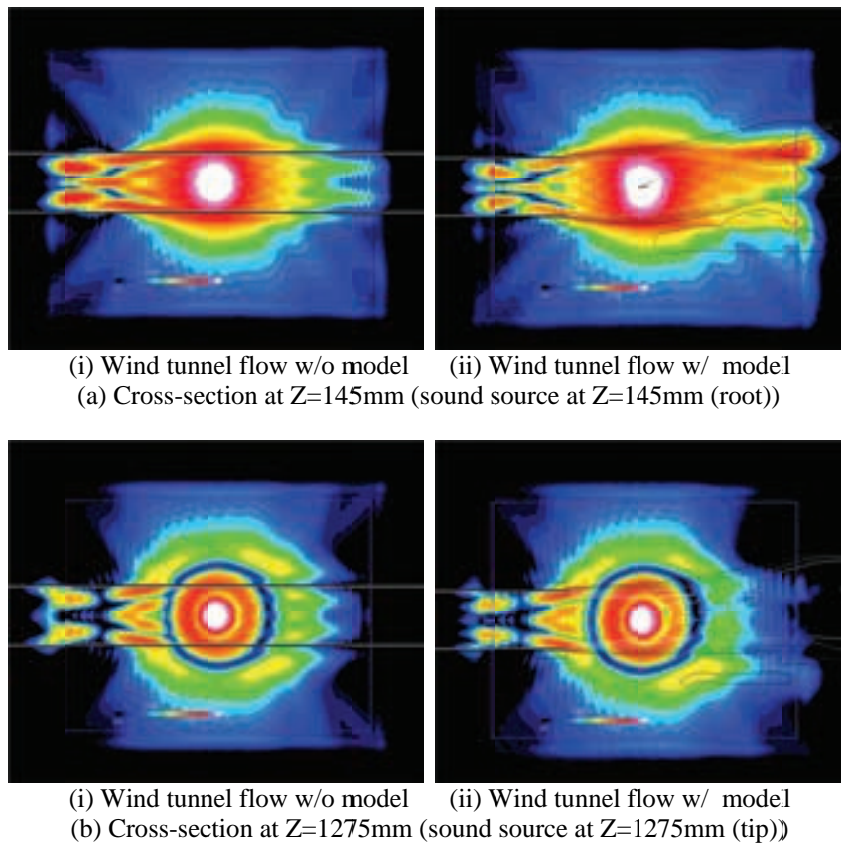 (i) Wind tunnel flow w/o model (ii) Wind tunnel flow w/ model
(a) Cross-section at Z=145mm (sound source at Z=145mm (root))
(i) Wind tunnel flow w/o model (ii) Wind tunnel flow w/ model
(b) Cross-section at Z=1275mm (sound source at Z=1275mm (tip))